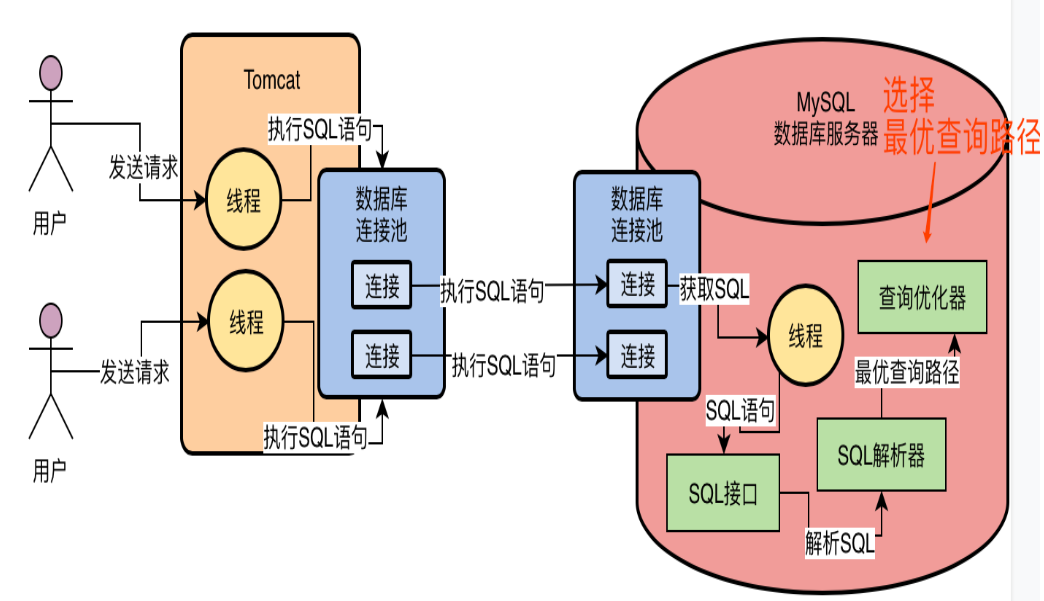 Tomcat
MySQL
数据库服务器
选择
最优查询路径
执行SQL语句
发送请求
线程
用户
数据库
连接池
连接
连接
执行SQL语句
执行SQL语句
数据库
连接池
连接
连接
获取SQL
线程
查询优化器
线程
发送请求
用户
执行SQL语句
最优查询路径
SQL语句
SQL解析器
SQL接口
解析SQL